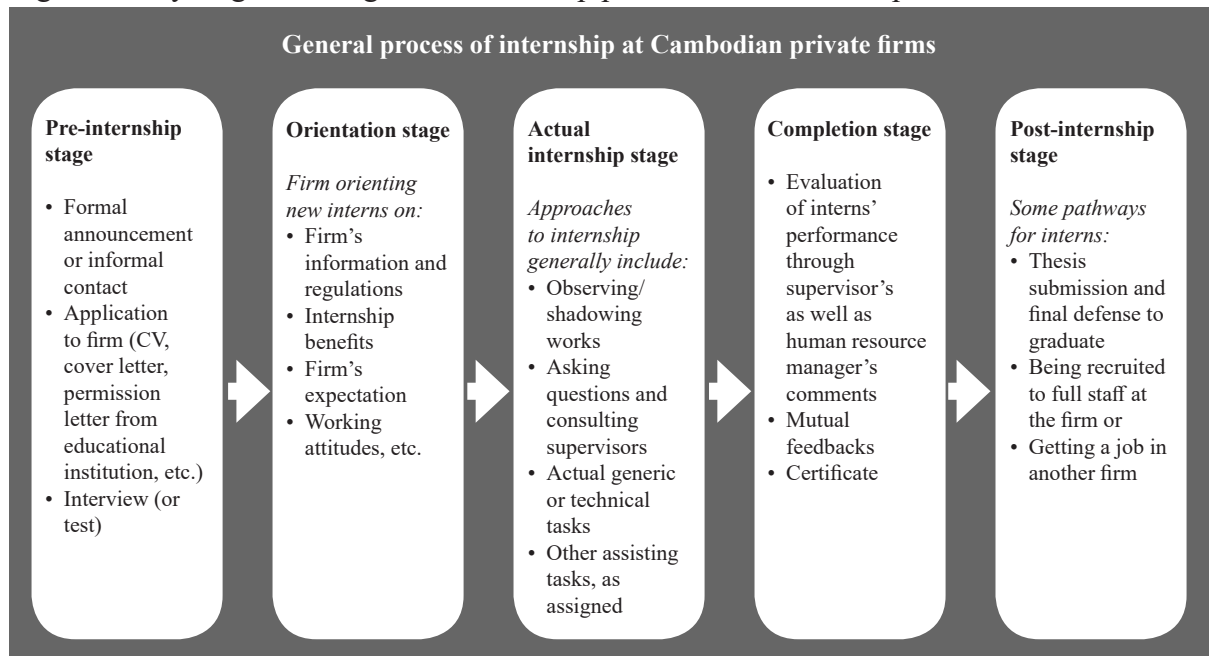 General process of internship at Cambodian private firms
Pre-internship
stage
• Formal
announcement
or informal
contact
• Application
to firm (CV,
cover letter,
permission
letter from
educational
institution, etc.)
• Interview (or
test)
Orientation stage
Firm orienting
new interns on:
• Firm's
information and
regulations
• Internship
benefits
• Firm's
expectation
• Working
attitudes, etc.
Actual
internship stage
Approaches
to internship
generally include:
• Observing/
shadowing
works
• Asking
questions and
consulting
supervisors
• Actual generic
or technical
tasks
• Other assisting
tasks, as
assigned
Completion stage
• Evaluation
of interns'
performance
through
supervisor's
as well as
human resource
manager's
comments
• Mutual
feedbacks
• Certificate
Post-internship
stage
Some pathways
for interns:
• Thesis
submission and
final defense to
graduate
• Being recruited
to full staff at
the firm or
• Getting a job in
another firm